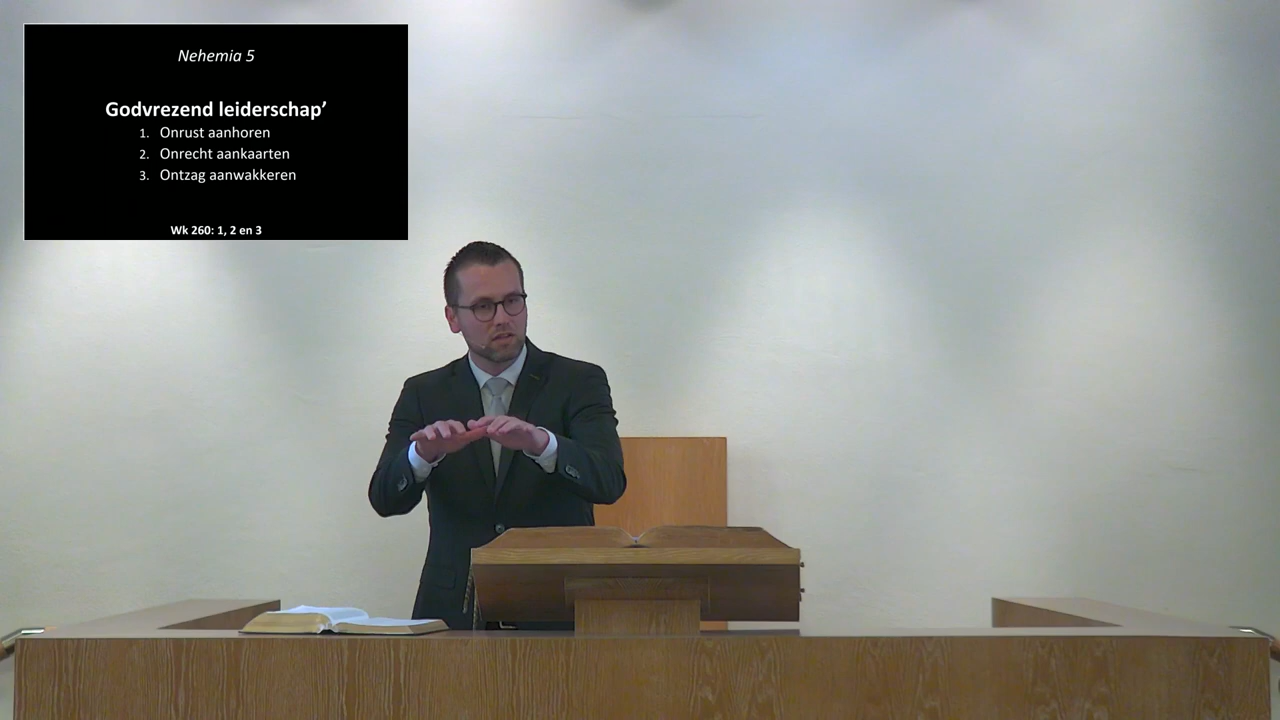 Nehemia 5
Godvrezend leiderschap’
1. Onrust aanhoren
2. Onrecht aankaarten
3. Ontzag aanwakkeren
Wk 260: 1, 2 en 3